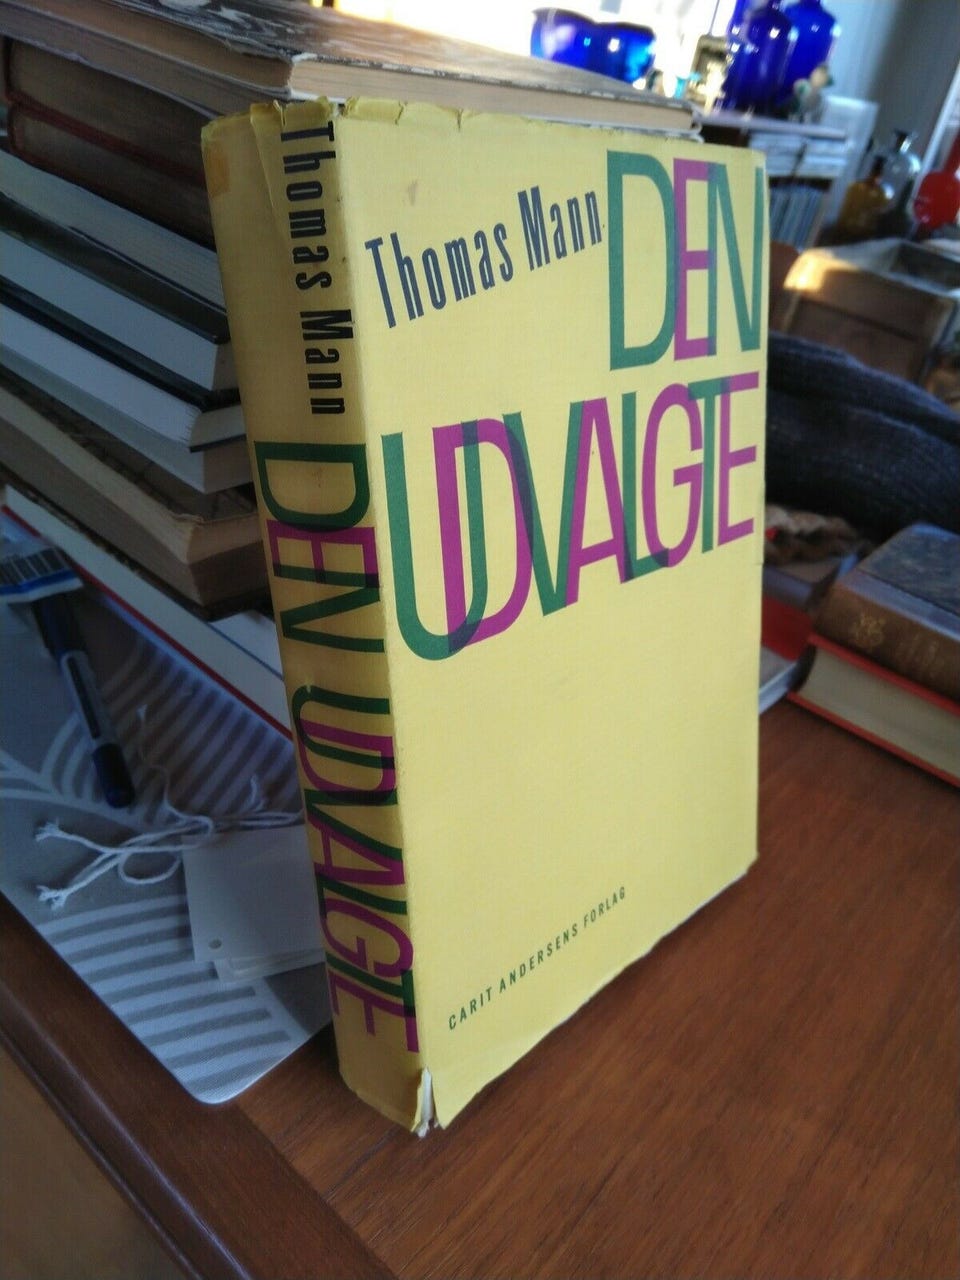 Thomas Mann DEN UDVALGTE
Thomas Mann
DEN
UDVALGTE
CARIT ANDERSENS FORLAG